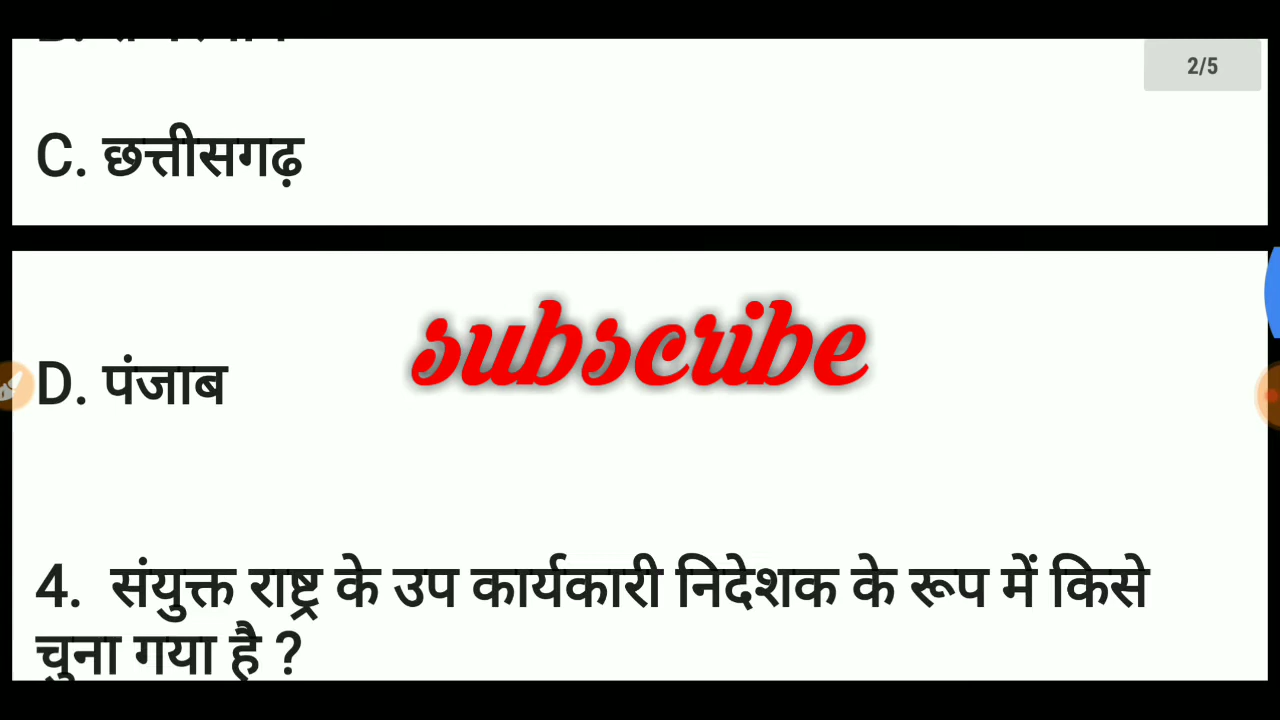 2/5
C. छत्तीसगढ़
subscribe
D. पंजाब
4. संयुक्त राष्ट्र के उप कार्यकारी निदेशक के रूप में किसे
चुना गया है ?